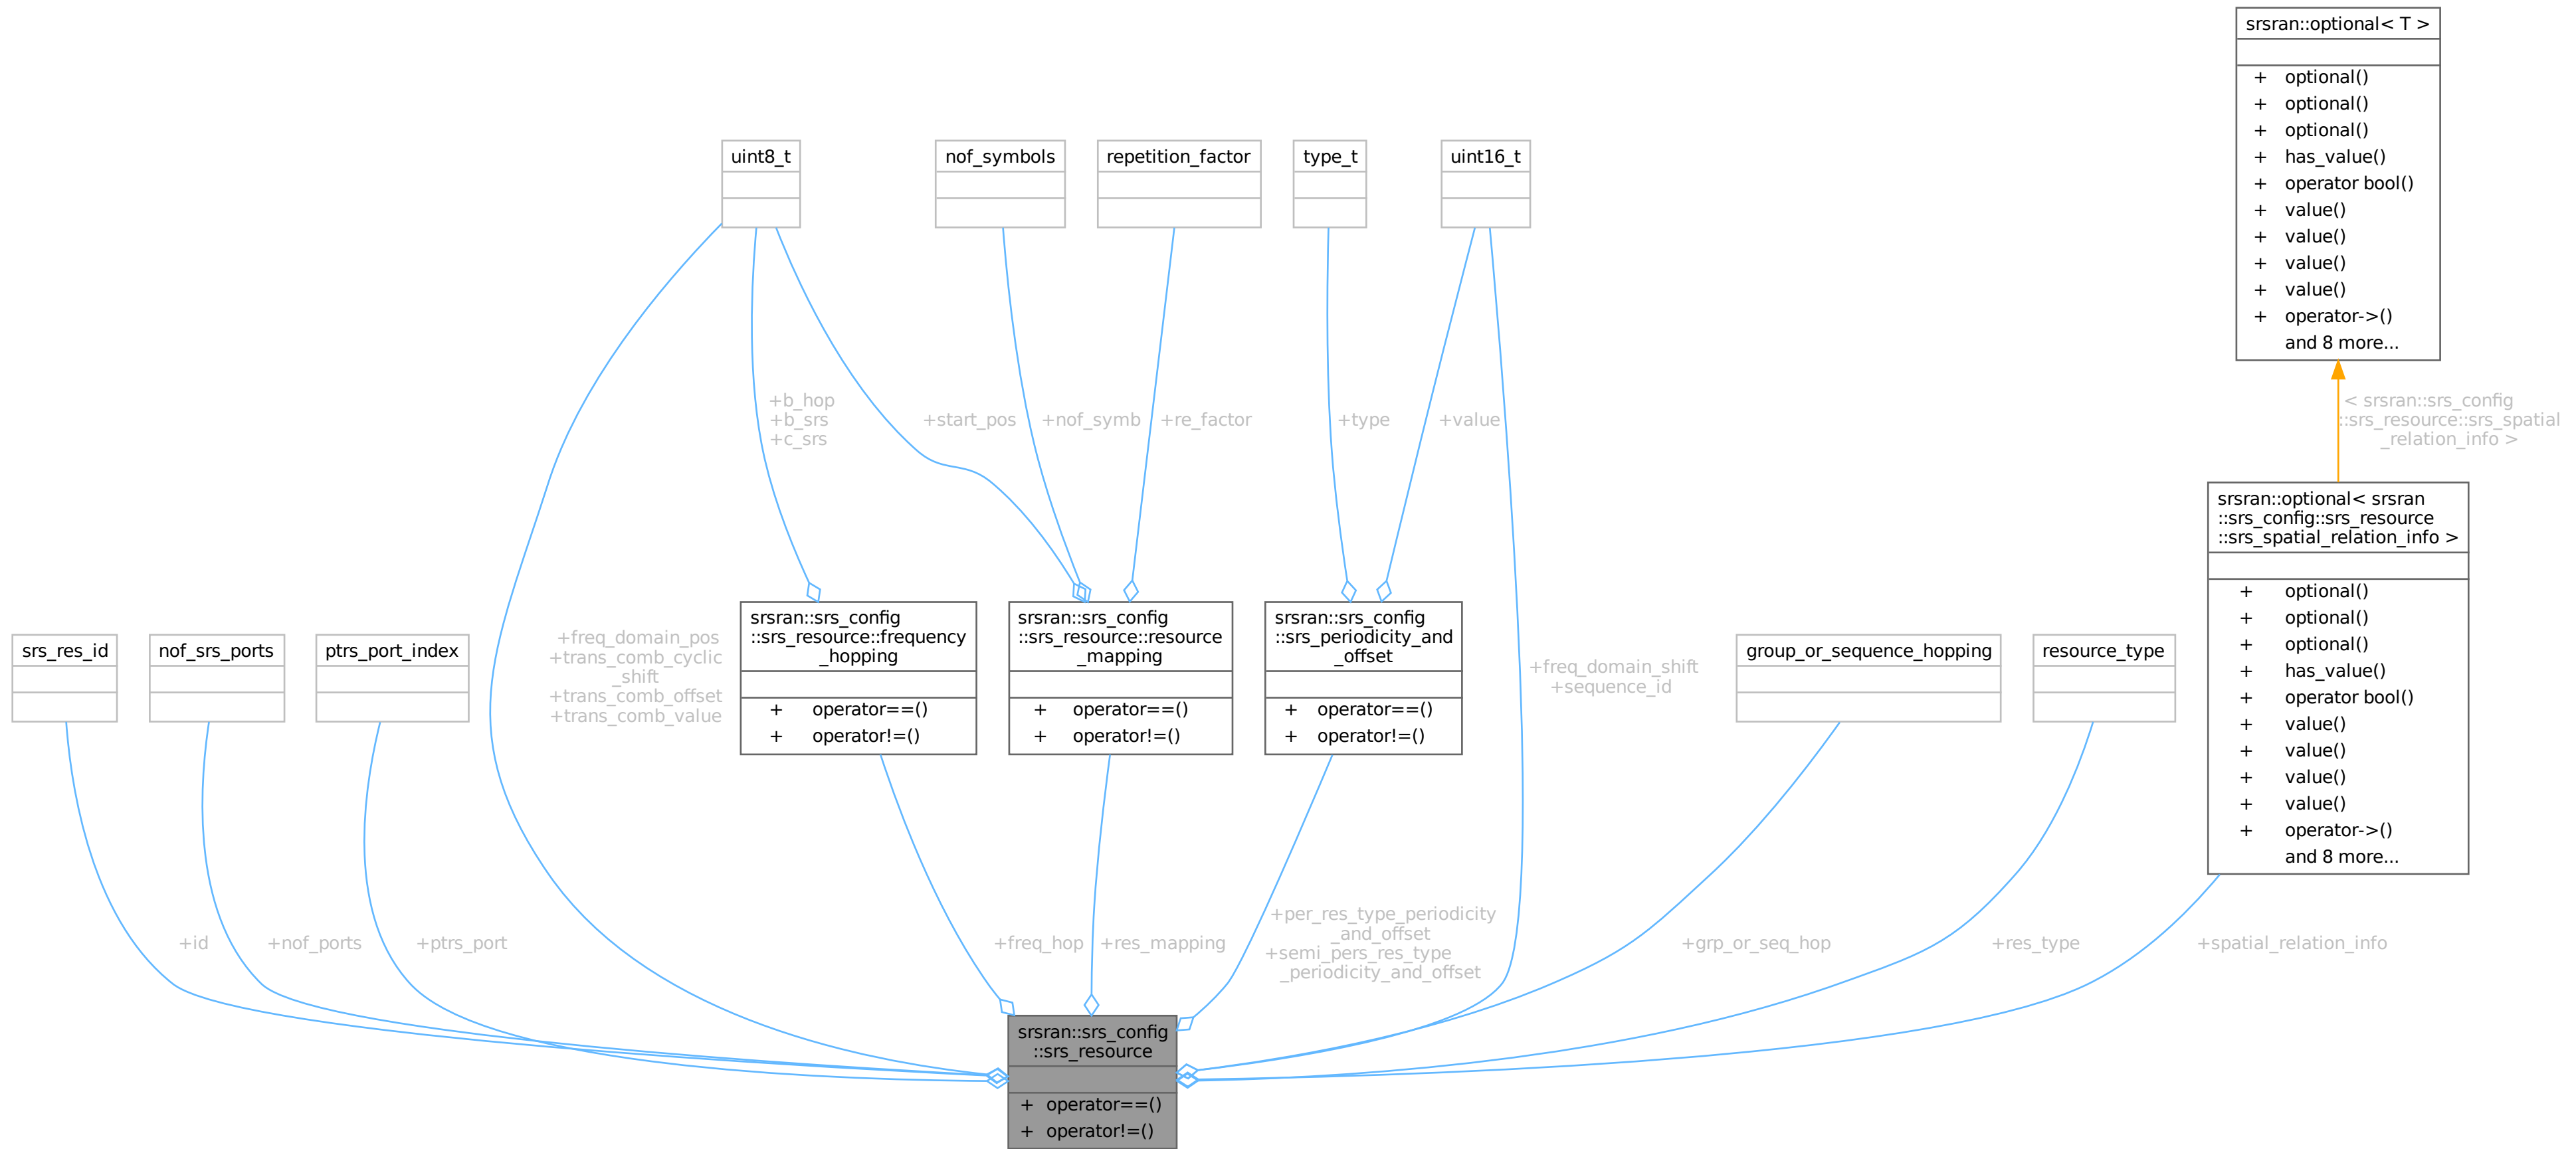 srsran::optional< T >
+ optional()
+ optional()
+ optional()
+ has_value()
+ operator bool()
+ value()
+ value()
+ value()
+ value()
+ operator->()
and 8 more...
uint8_t
nof_symbols
repetition_factor
type_t
uint16_t
+b_hop
+b_srs
+c_srs
+start_pos
+nof_symb
+re_factor
+type
+value
< srsran::srs_config
::srs_resource::srs_spatial
_relation_info >
srsran::optional< srsran
::srs_config::srs_resource
::srs_spatial_relation_info >
+ optional()
+ optional()
+ optional()
+ has_value()
+ operator bool()
+ value()
+ value()
+ value()
+ value()
+ operator->()
and 8 more...
srs_res_id
nof_srs_ports
ptrs_port_index
+freq_domain_pos
+trans_comb_cyclic
_shift
+trans_comb_offset
+trans_comb_value
srsran::srs_config
::srs_resource::frequency
_hopping
+ operator==()
+ operator!=()
srsran::srs_config
::srs_resource::resource
_mapping
+ operator==()
+ operator!=()
srsran::srs_config
::srs_periodicity_and
_offset
+ operator==()
+ operator!=()
+freq_domain_shift
+sequence_id
group_or_sequence_hopping
resource_type
+id
+nof_ports
+ptrs_port
+freq_hop
+res_mapping
+per_res_type_periodicity
_and_offset
+semi_pers_res_type
_periodicity_and_offset
+grp_or_seq_hop
+res_type
+spatial_relation_info
srsran::srs_config
::srs_resource
+ operator==()
+ operator!=()